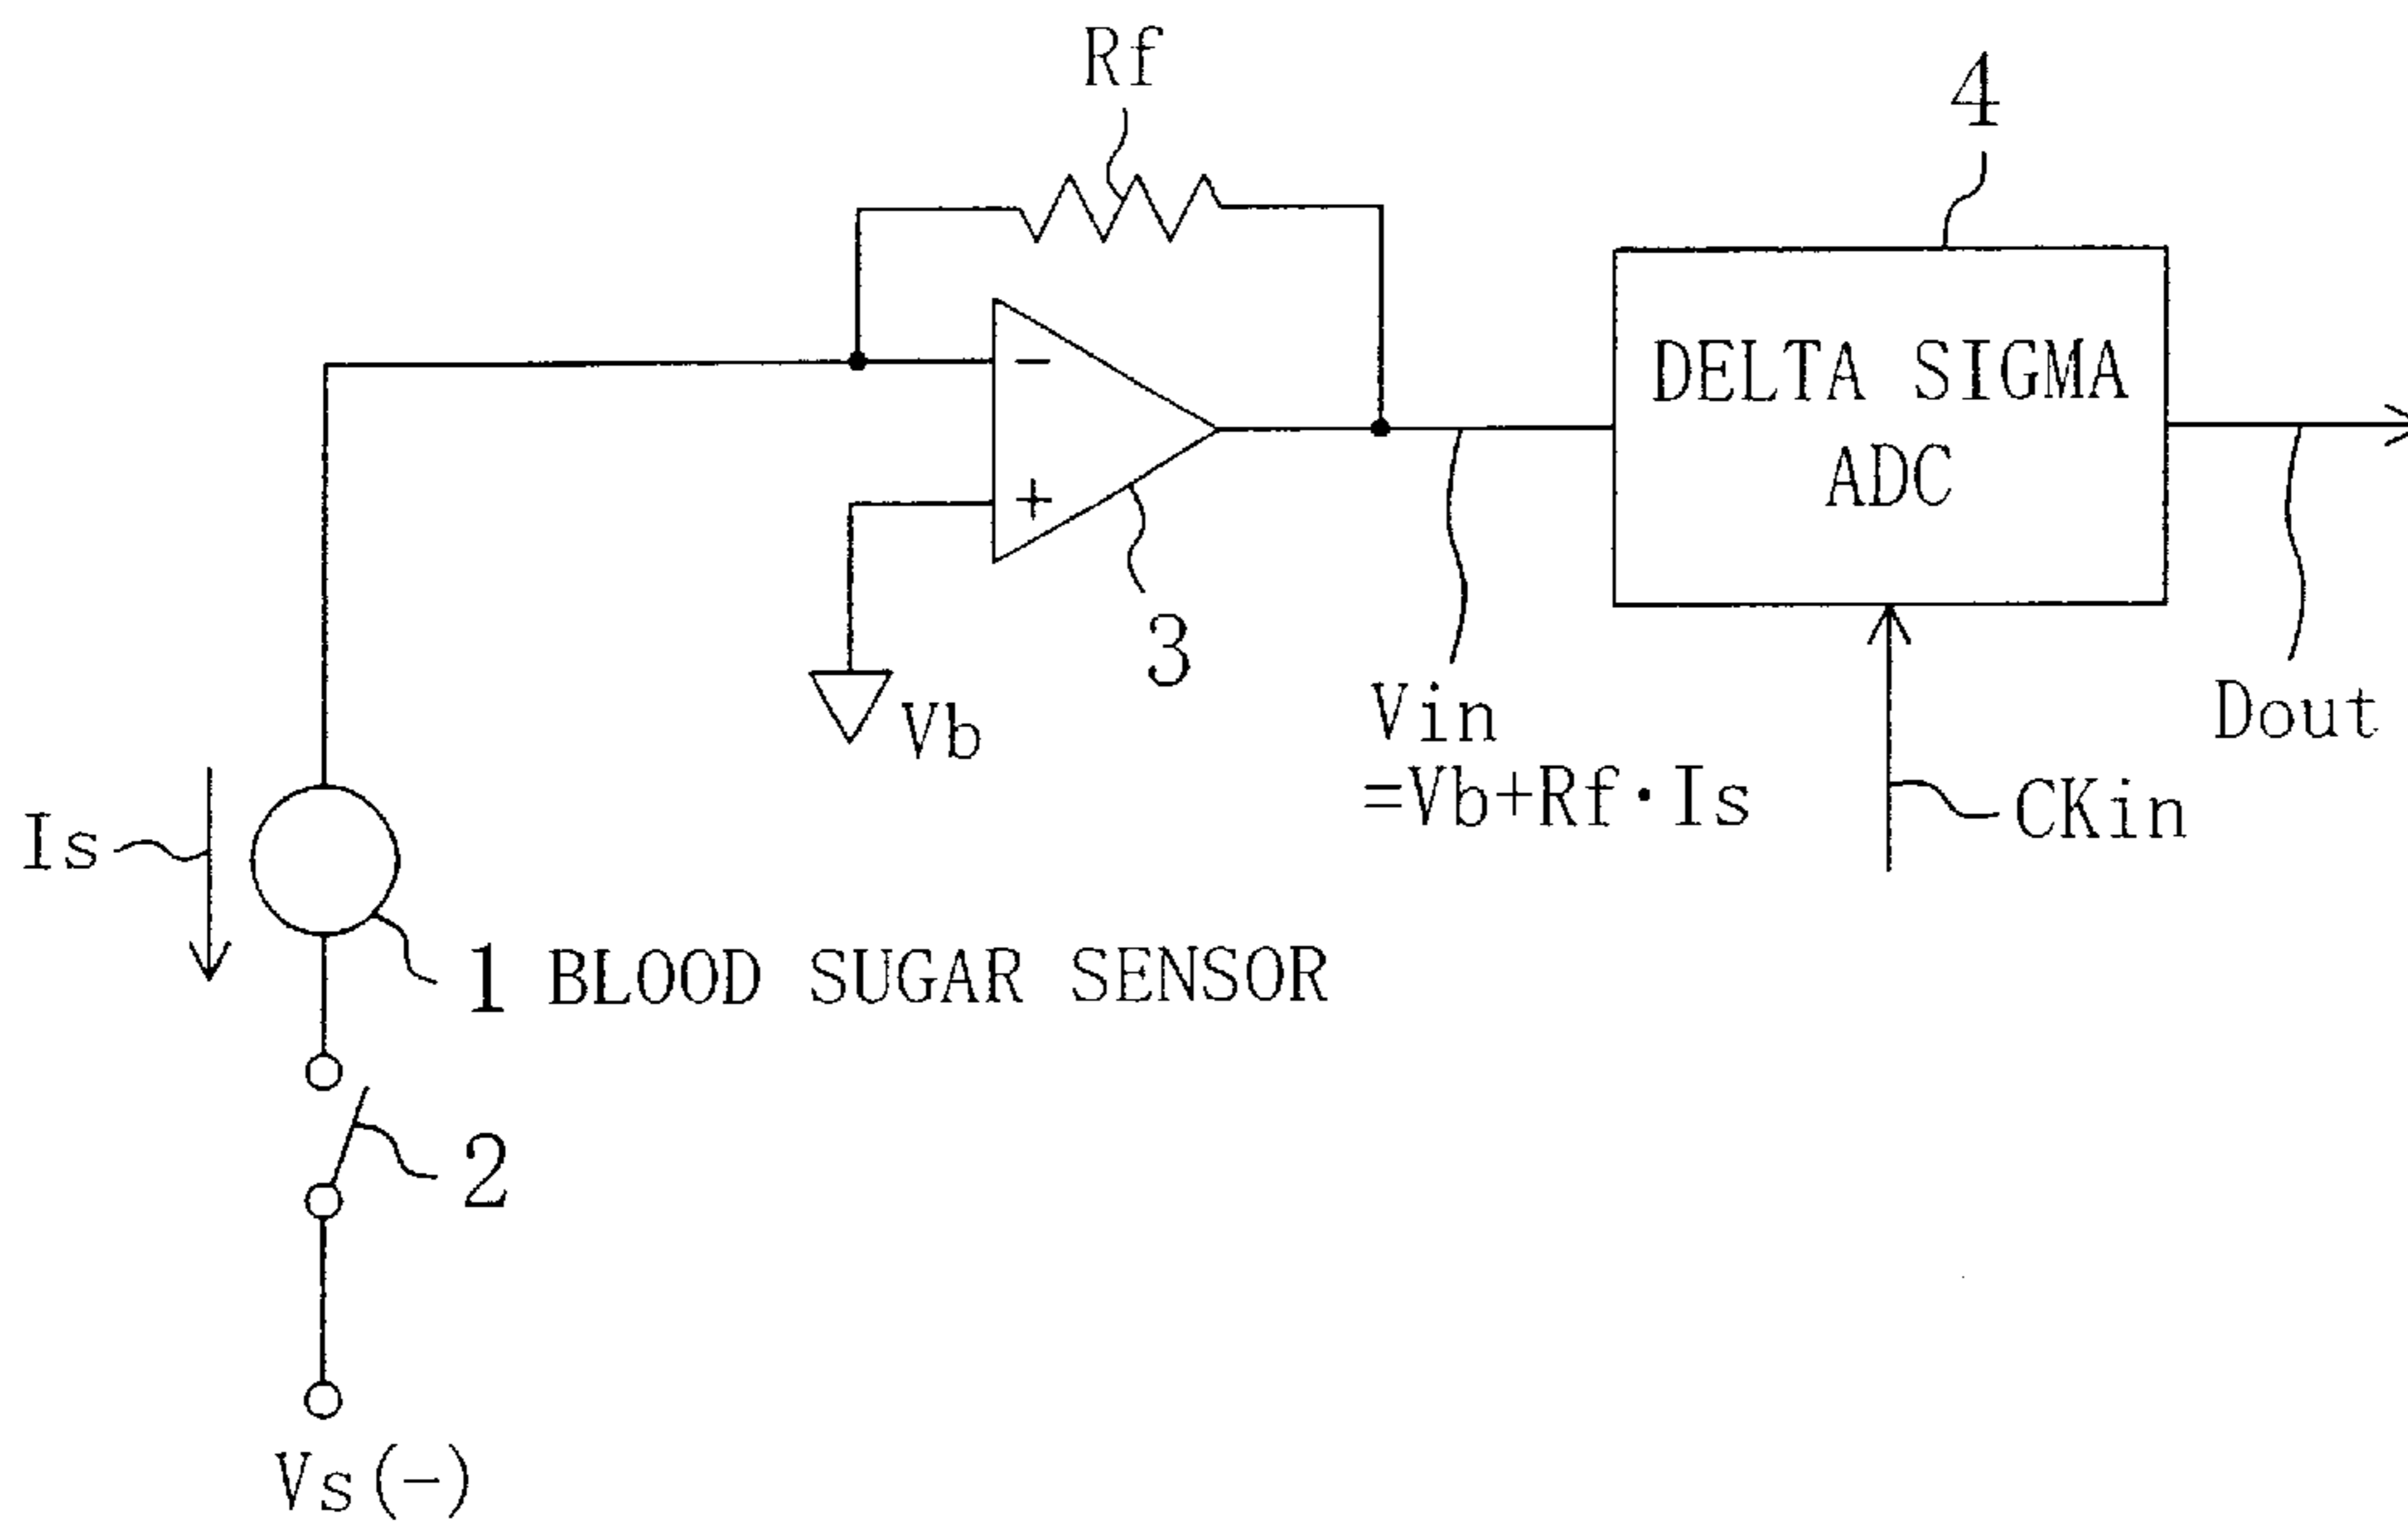 Rf
4
DELTA SIGMA
ADC
−
+
3
Vb
Vin
=Vb+Rf·Is
Dout
CKin
Is
1 BLOOD SUGAR SENSOR
2
Vs(−)